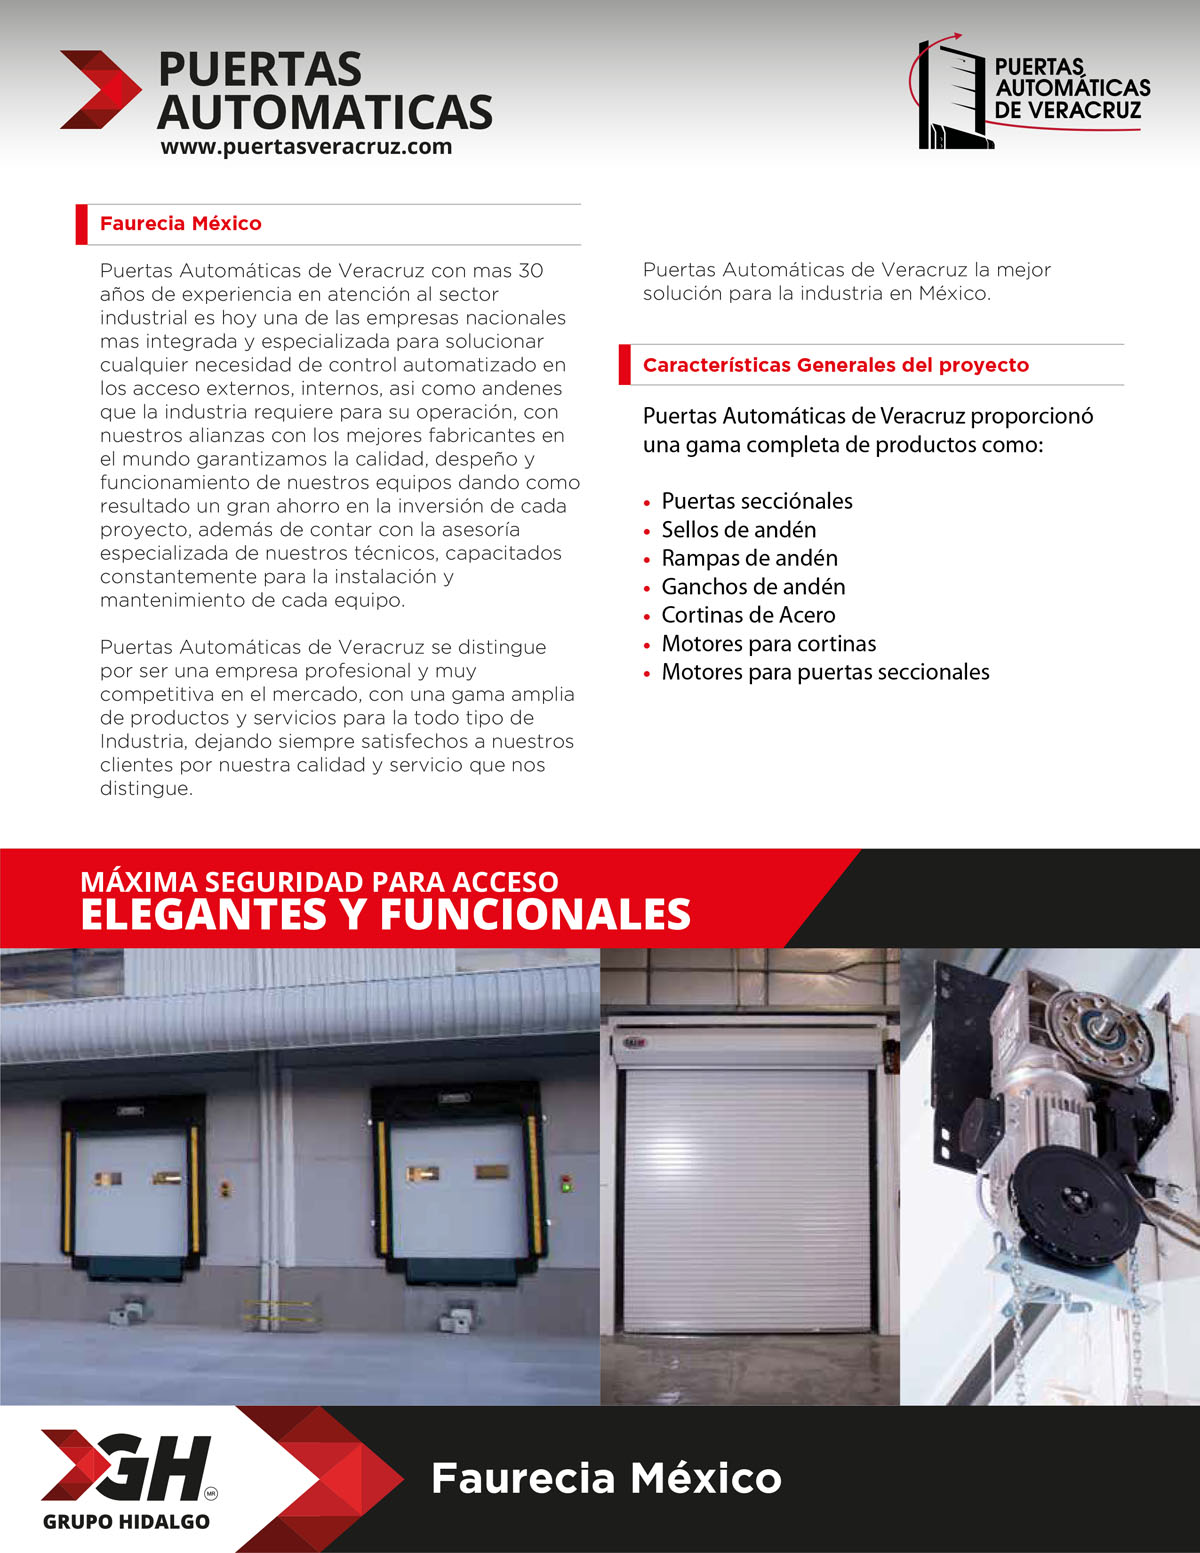 PUERTAS
AUTOMATICAS
www.puertasveracruz.com
PUERTAS
AUTOMÁTICAS
DE VERACRUZ
Faurecia México
Puertas Automáticas de Veracruz con mas 30
años de experiencia en atención al sector
industrial es hoy una de las empresas nacionales
mas integrada y especializada para solucionar
cualquier necesidad de control automatizado en
los acceso externos, internos, asi como andenes
que la industria requiere para su operación, con
nuestros alianzas con los mejores fabricantes en
el mundo garantizamos la calidad, despeño y
funcionamiento de nuestros equipos dando como
resultado un gran ahorro en la inversión de cada
proyecto, además de contar con la asesoría
especializada de nuestros técnicos, capacitados
constantemente para la instalación y
mantenimiento de cada equipo.
Puertas Automáticas de Veracruz se distingue
por ser una empresa profesional y muy
competitiva en el mercado, con una gama amplia
de productos y servicios para la todo tipo de
Industria, dejando siempre satisfechos a nuestros
clientes por nuestra calidad y servicio que nos
distingue.
Puertas Automáticas de Veracruz la mejor
solución para la industria en México.
Características Generales del proyecto
Puertas Automáticas de Veracruz proporcionó
una gama completa de productos como:
• Puertas secciónales
• Sellos de andén
• Rampas de andén
• Ganchos de andén
• Cortinas de Acero
• Motores para cortinas
• Motores para puertas seccionales
MÁXIMA SEGURIDAD PARA ACCESO
ELEGANTES Y FUNCIONALES
GH
MR
GRUPO HIDALGO
Faurecia México